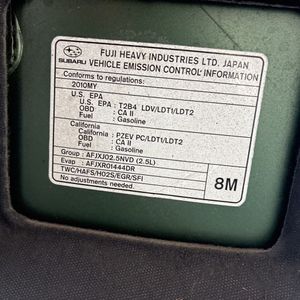 FUJI HEAVY INDUSTRIES LTD. JAPAN
SUBARU
VEHICLE EMISSION CONTROL INFORMATION
Conforms to regulations:
2010MY
U.S. EPA
U.S. EPA : T2B4 LDV/LDT1/LDT2
OBD : CA II
Fuel : Gasoline
California
California : PZEV PC/LDT1/LDT2
OBD : CA II
Fuel : Gasoline
Group : AFJXJ02.5NVD (2.5L)
Evap : AFJXR01444DR
TWC/HAFS/HO2S/EGR/SFI
No adjustments needed.
8M